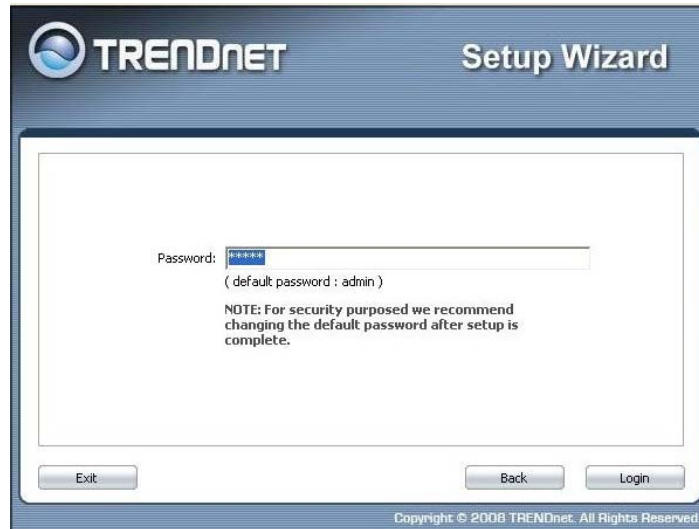 TRENDNET
Setup Wizard
Password: *****
( default password : admin )
NOTE: For security purposed we recommend
changing the default password after setup is
complete.
Exit
Back
Login
Copyright © 2008 TRENDnet. All Rights Reserved